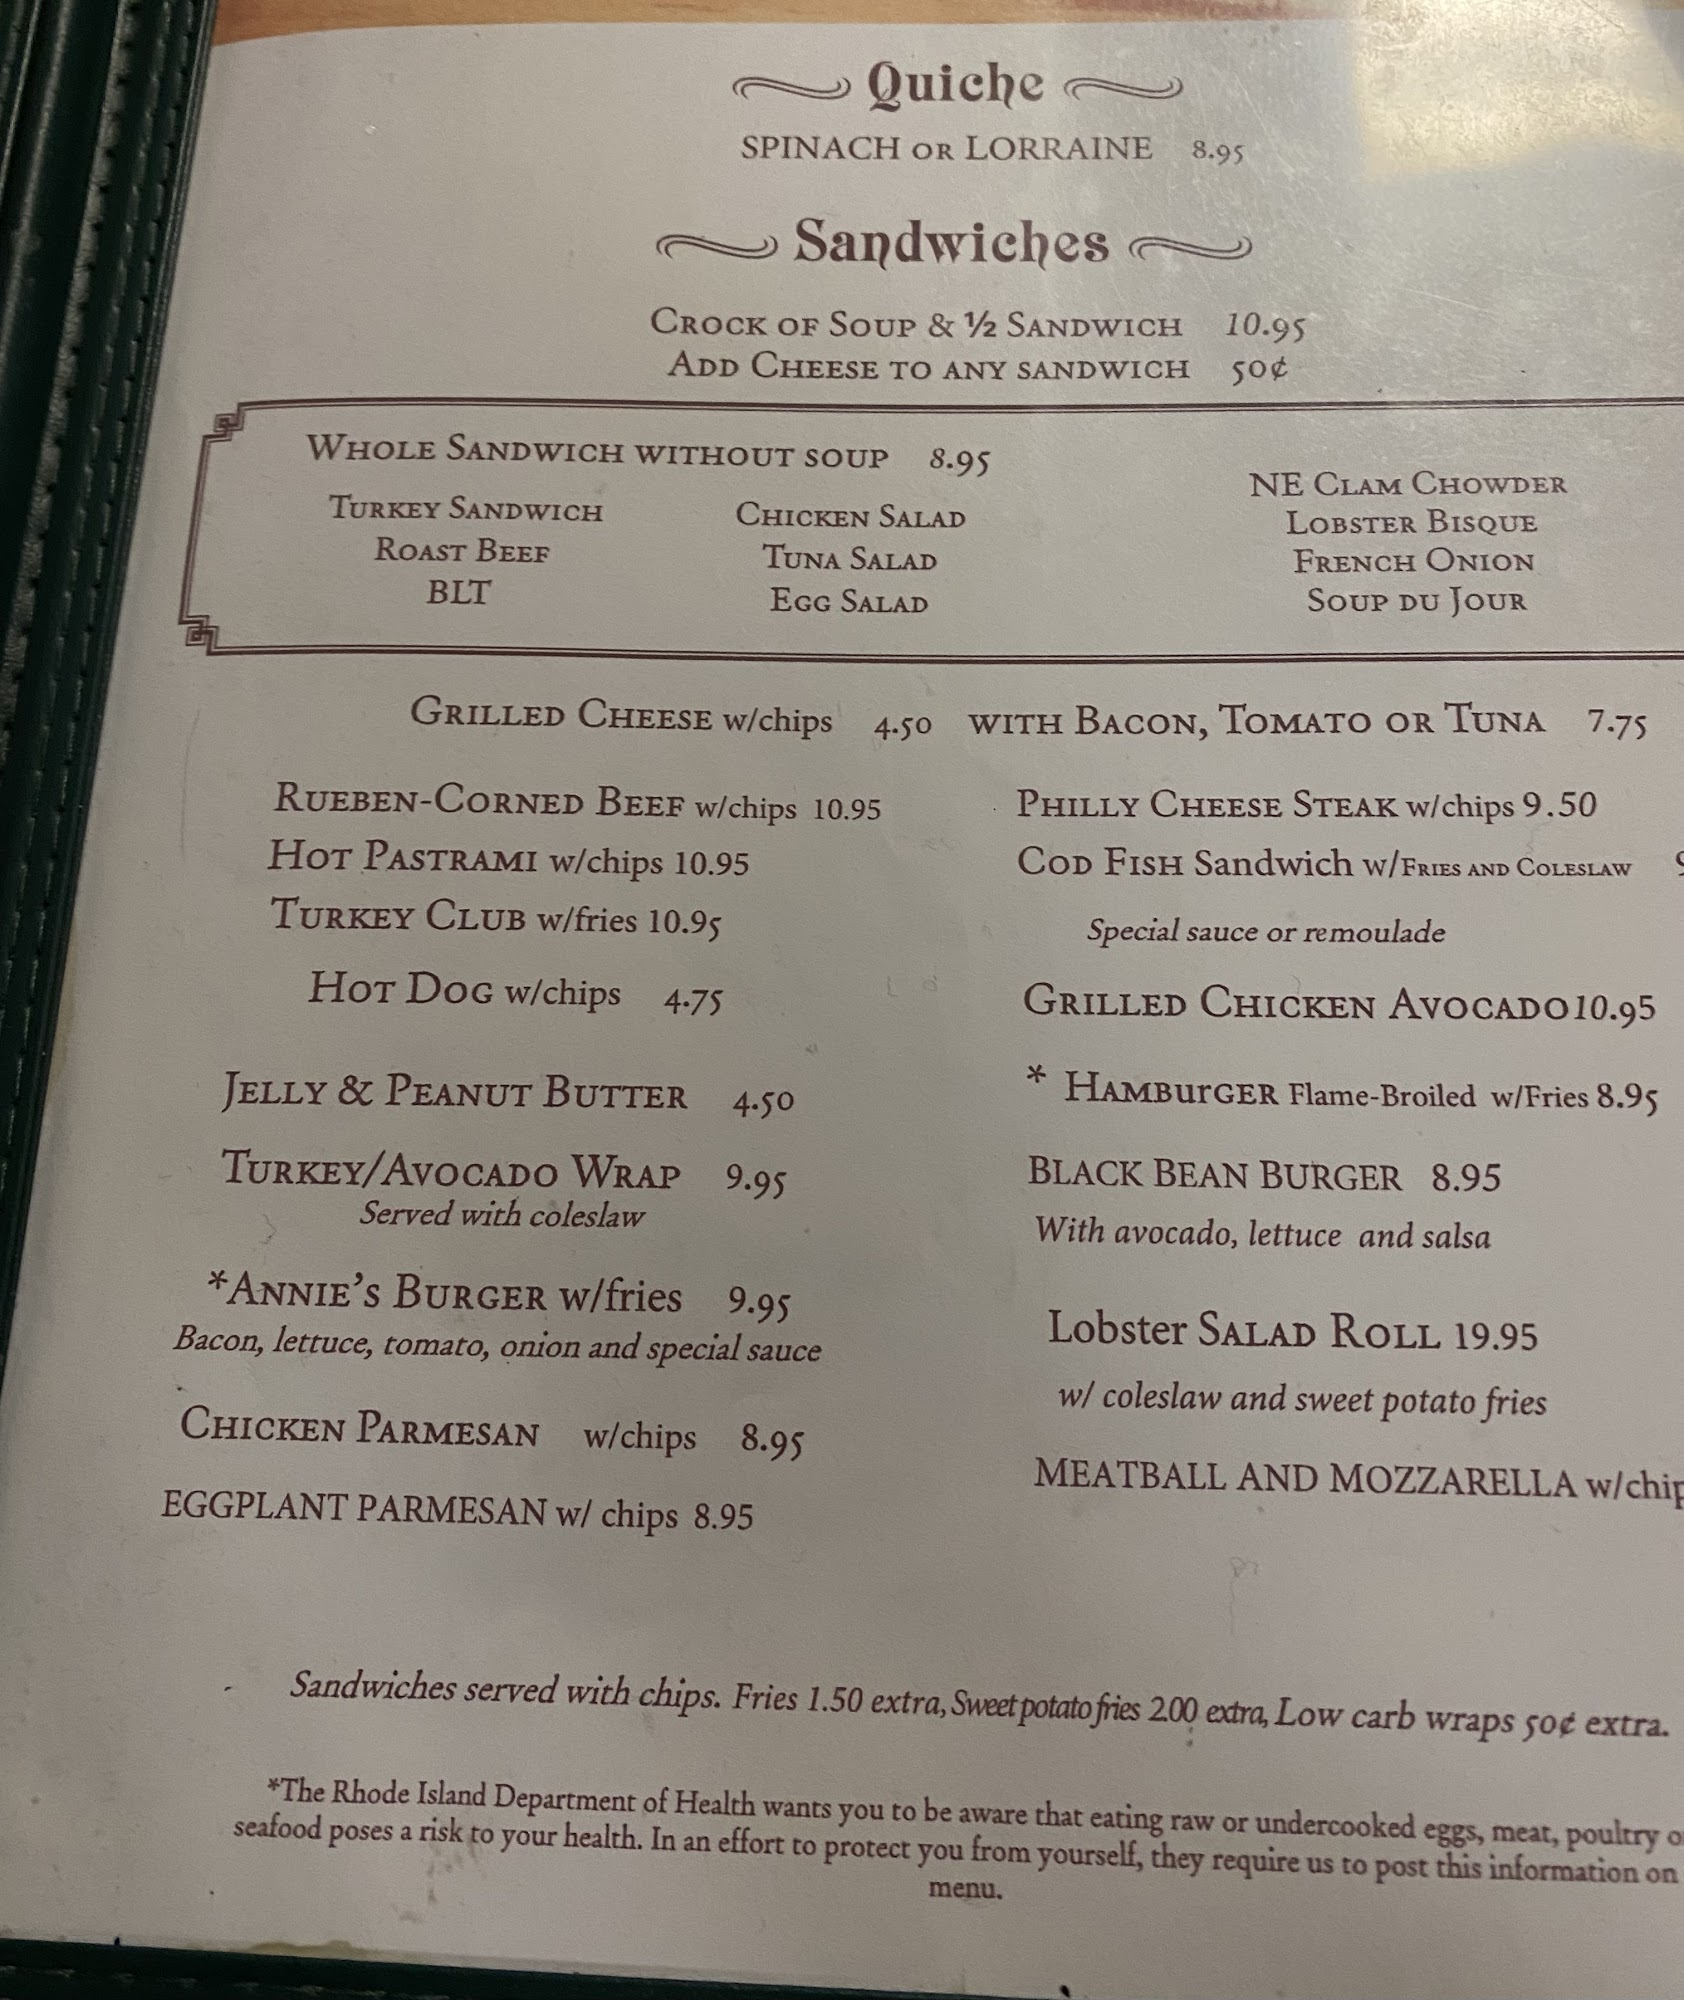 Quiche
SPINACH OR LORRAINE 8.95
Sandwiches
CROCK OF SOUP & ½ SANDWICH 10.95
ADD CHEESE TO ANY SANDWICH 50¢
WHOLE SANDWICH WITHOUT SOUP 8.95
TURKEY SANDWICH
ROAST BEEF
BLT
CHICKEN SALAD
TUNA SALAD
EGG SALAD
NE CLAM CHOWDER
LOBSTER BISQUE
FRENCH ONION
SOUP DU JOUR
GRILLED CHEESE w/chips 4.50 WITH BACON, TOMATO OR TUNA 7.75
RUEBEN-CORNED BEEF w/chips 10.95
HOT PASTRAMI w/chips 10.95
TURKEY CLUB w/fries 10.95
HOT DOG w/chips 4.75
JELLY & PEANUT BUTTER 4.50
TURKEY/AVOCADO WRAP 9.95
Served with coleslaw
*ANNIE'S BURGER w/fries 9.95
Bacon, lettuce, tomato, onion and special sauce
CHICKEN PARMESAN w/chips 8.95
EGGPLANT PARMESAN w/ chips 8.95
PHILLY CHEESE STEAK w/chips 9.50
COD FISH Sandwich w/FRIES AND COLESLAW
Special sauce or remoulade
GRILLED CHICKEN AVOCADO10.95
* HAMBurGER Flame-Broiled w/Fries 8.95
BLACK BEAN BURGER 8.95
With avocado, lettuce and salsa
Lobster SALAD ROLL 19.95
w/ coleslaw and sweet potato fries
MEATBALL AND MOZZARELLA w/chip
Sandwiches served with chips. Fries 1.50 extra, Sweet potato fries 2.00 extra, Low carb wraps 50¢ extra.
*The Rhode Island Department of Health wants you to be aware that eating raw or undercooked eggs, meat, poultry o
seafood poses a risk to your health. In an effort to protect you from yourself, they require us to post this information on
menu.